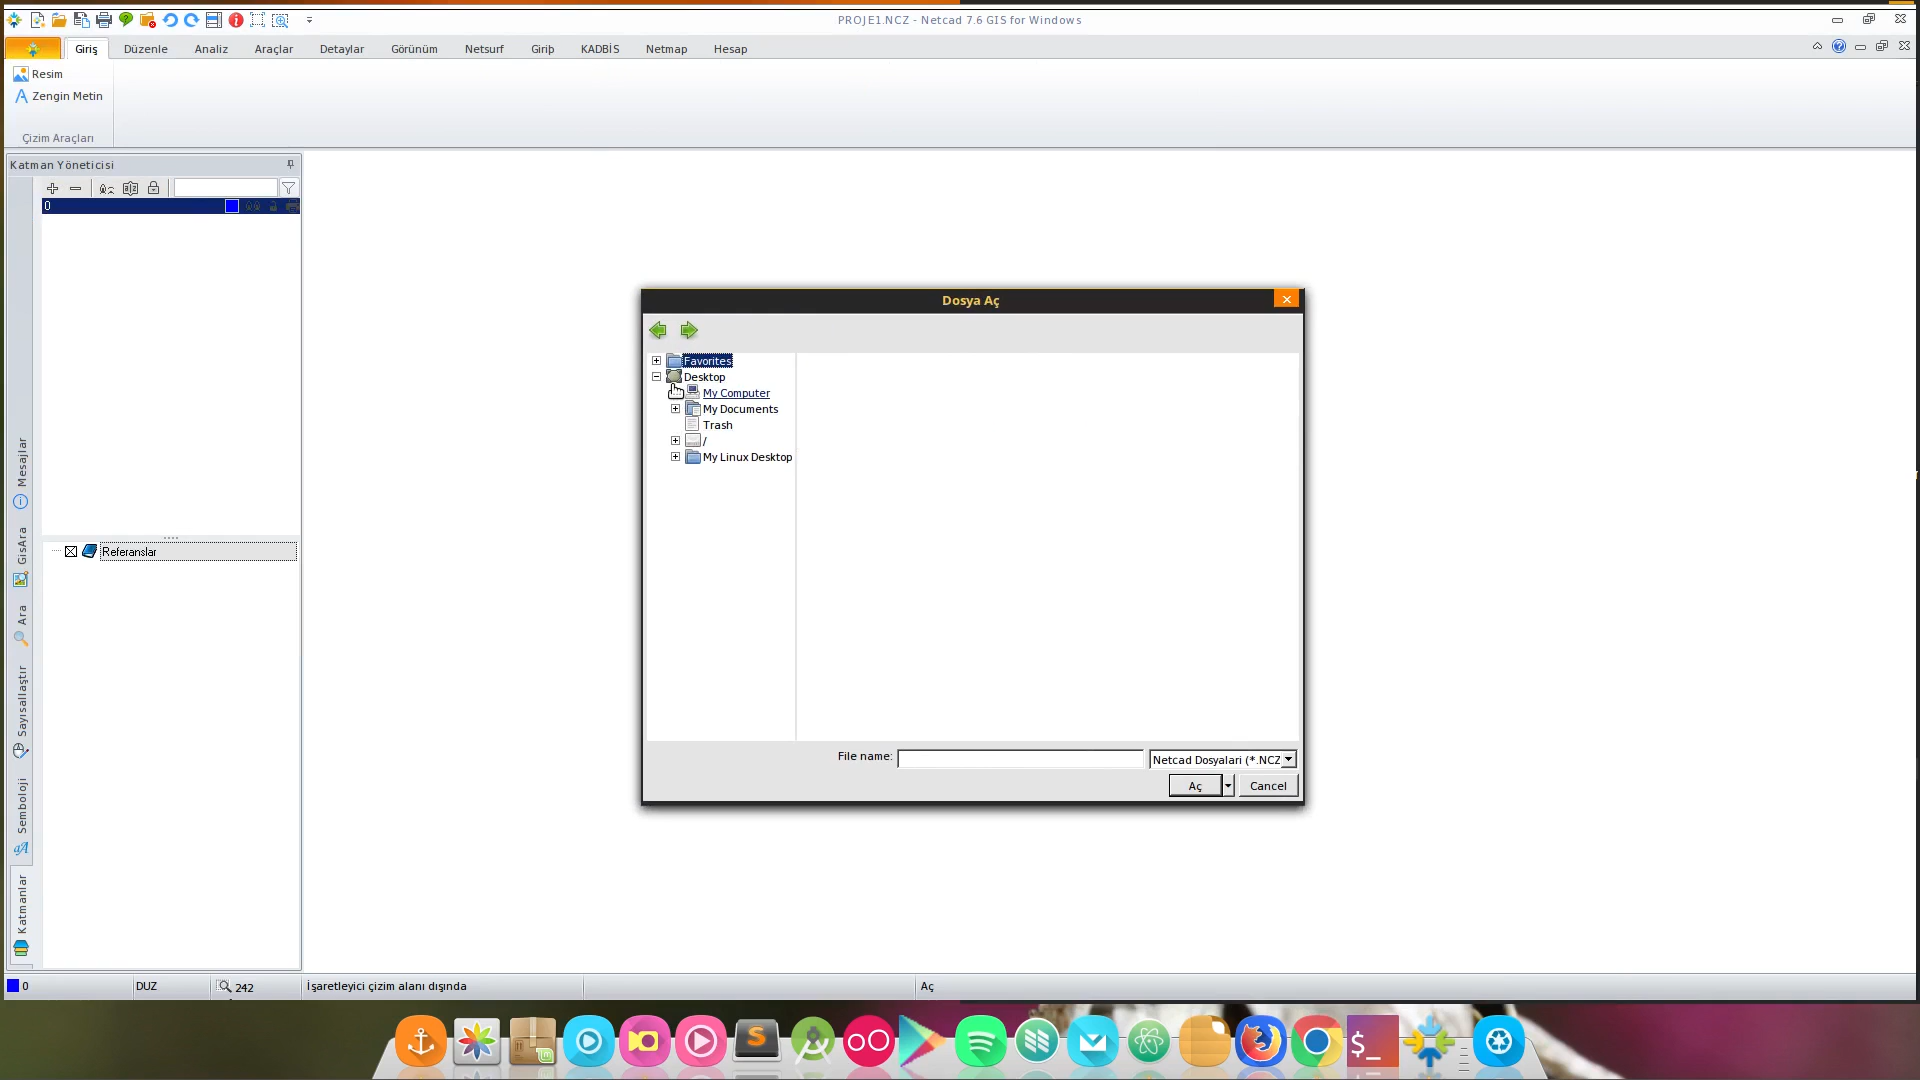 PROJE1.NCZ - Netcad 7.6 GIS for Windows
Giriş Düzenle Analiz Araçlar Detaylar Görünüm Netsurf Giriþ KADBİS Netmap Hesap
Resim
Zengin Metin
Çizim Araçları
Katman Yöneticisi
0
Referanslar
Mesajlar
GisAra
Ara
Sayısallaştır
Semboloji
Katmanlar
Dosya Aç
Favorites
Desktop
My Computer
My Documents
Trash
/
My Linux Desktop
File name:
Netcad Dosyalari (*.NCZ
Aç Cancel
0 DUZ 242 İşaretleyici çizim alanı dışında Aç